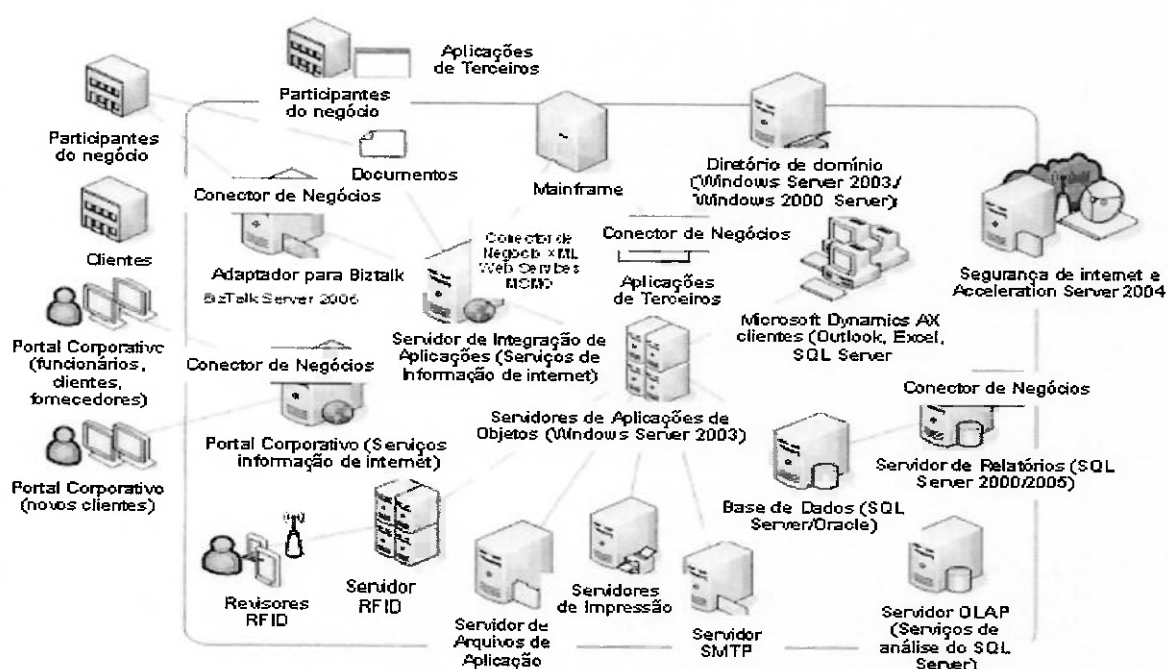 Aplicações
de Terceiros
Participantes
do negócio
Participantes
do negócio
Documentos
Mainframe
Diretório de domínio
(Windows Server 2003/
Windows 2000 Server)
Conector de Negócios
Clientes
Adaptador para Biztalk
BizTalk Server 2006
Conector de
Negócio XML
Web Services
Conector de Negócios
Aplicações
de Terceiros
Segurança de internet e
Acceleration Server 2004
Portal Corporativo
(funcionários,
clientes,
fornecedores)
Conector de Negócios
Servidor de Integração de
Aplicações (Serviços de
Informação de internet)
Microsoft Dynamics AX
clientes (Outlook, Excel,
SQL Server
Portal Corporativo (Serviços
informação de internet)
Servidores de Aplicações de
Objetos (Windows Server 2003)
Conector de Negócios
Servidor de Relatórios (SQL
Server 2000/2005)
Portal Corporativo
(novos clientes)
Base de Dados (SQL
Server/Oracle)
Revisores
RFID
Servidor
RFID
Servidor de
Arquivos de
Aplicação
Servidores
de Impressão
Servidor
SMTP
Servidor OLAP
(Serviços de
análise do SQL
Server)